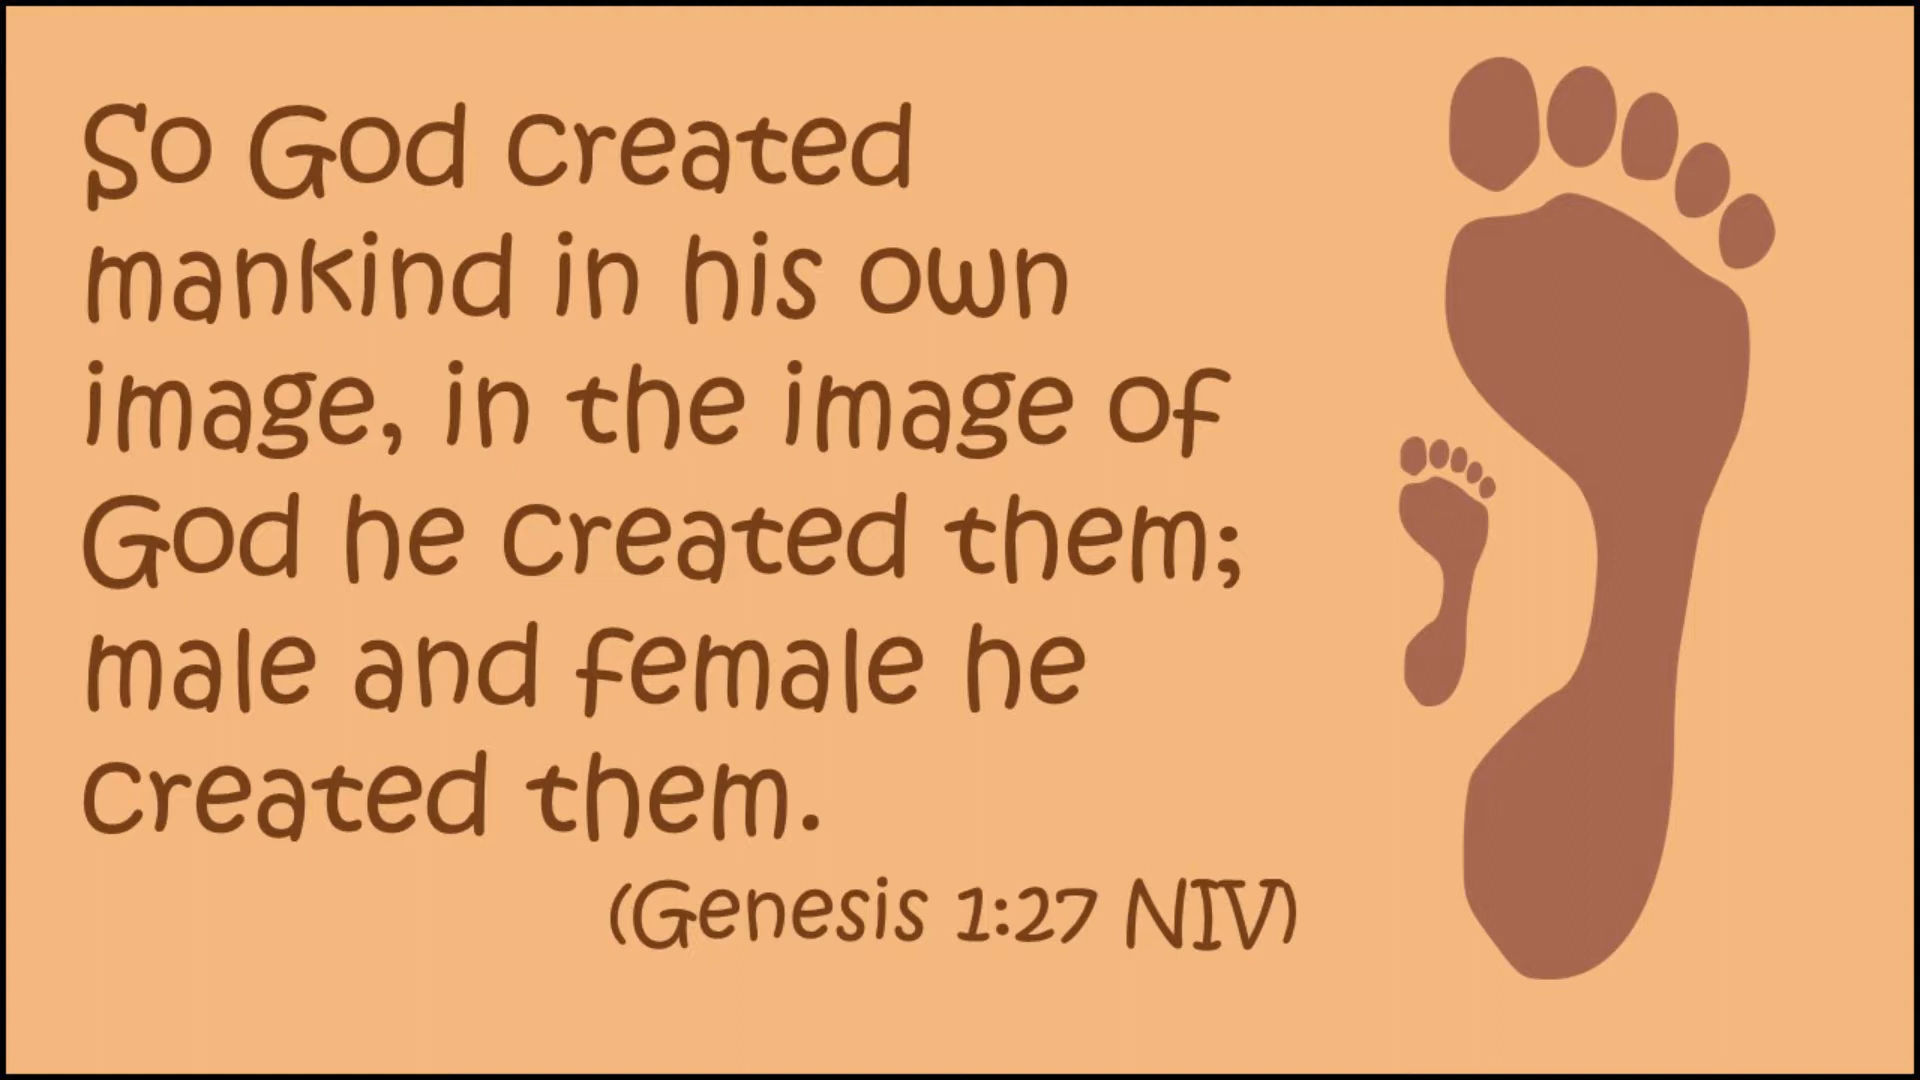 So God created
mankind in his own
image, in the image of
God he created them;
male and female he
created them.
(Genesis 1:27 NIV)